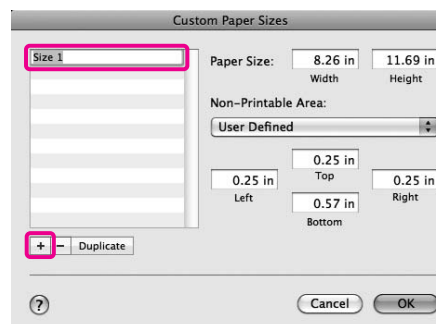 Custom Paper Sizes
Size 1
Paper Size:
8.26 in
11.69 in
Width
Height
Non-Printable Area:
User Defined
0.25 in
Top
0.25 in
Left
0.25 in
Right
0.57 in
Bottom
+
−
Duplicate
?
Cancel
OK